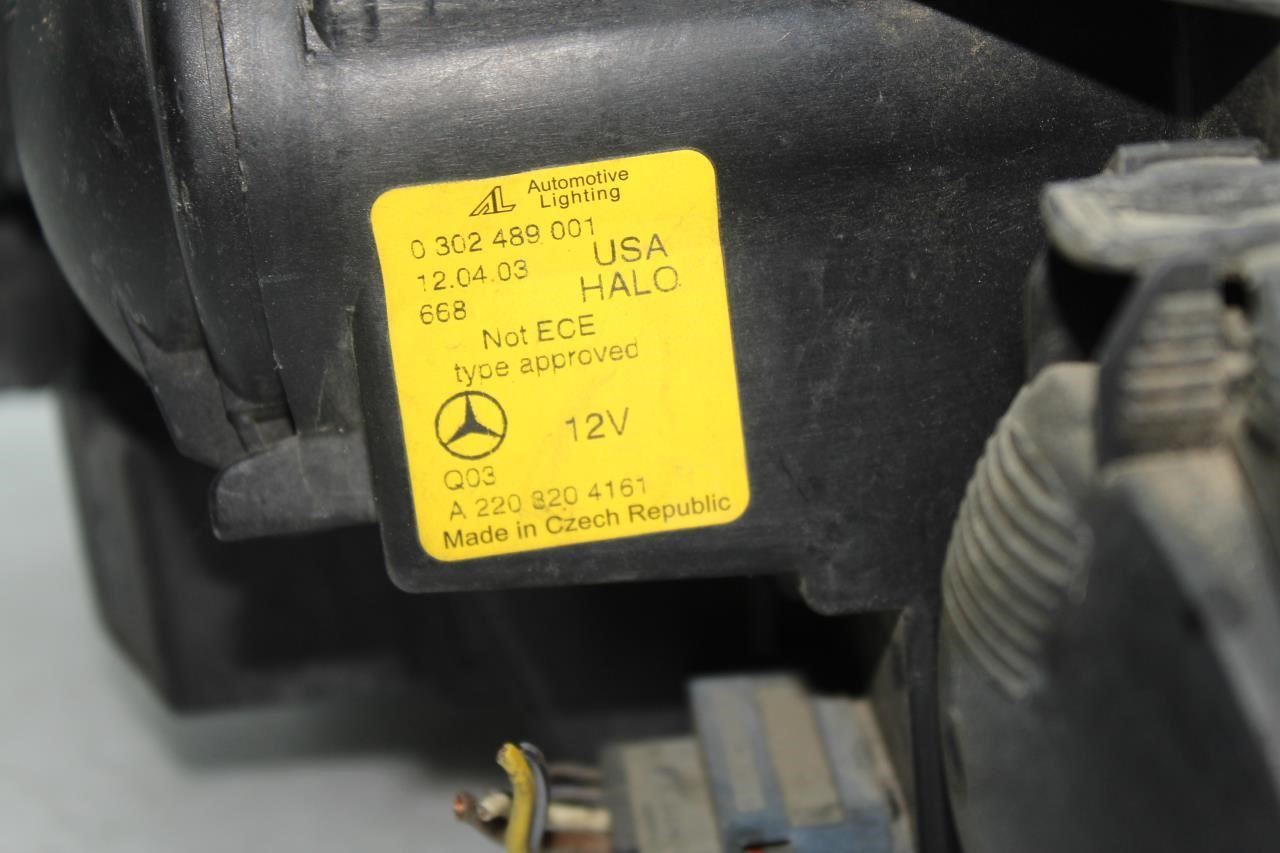 AL Automotive
Lighting
0 302 489 001
12.04.03 USA
668 HALO
Not ECE
type approved
12V
Q03
A 220 820 4161
Made in Czech Republic